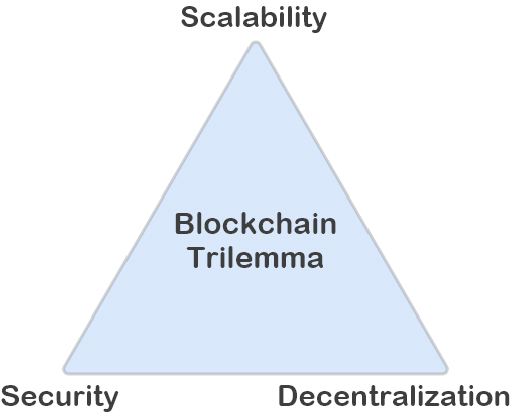 Scalability
Blockchain
Trilemma
Security
Decentralization